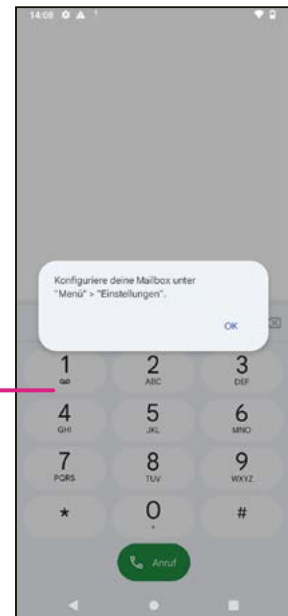 14:08
Konfiguriere deine Mailbox unter
"Menü" > "Einstellungen".
OK
1 2 3
ABC DEF
4 5 6
GHI JKL MNO
7 8 9
PQRS TUV WXYZ
* 0 #
+
Anruf